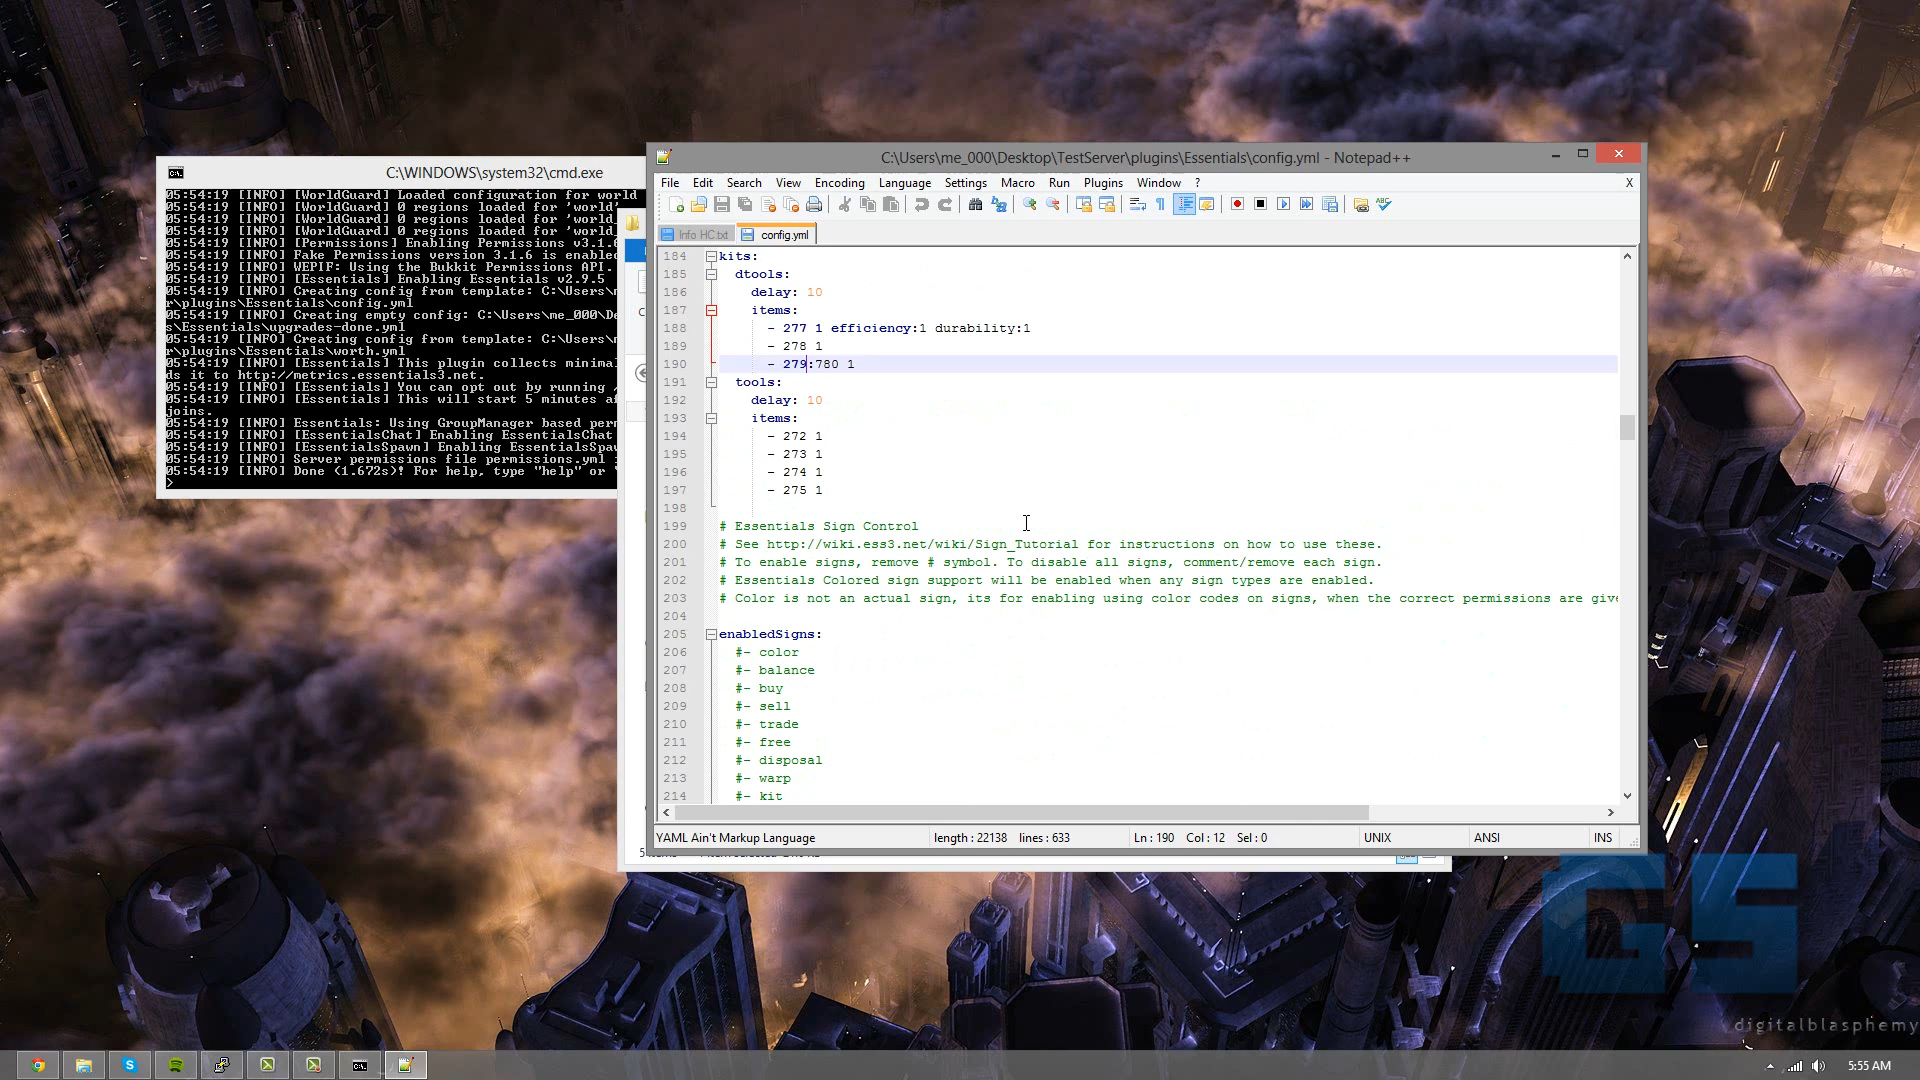 C:\WINDOWS\system32\cmd.exe
05:54:19 [INFO] [WorldGuard] Loaded configuration for world
05:54:19 [INFO] [WorldGuard] 0 regions loaded for 'world'
05:54:19 [INFO] [WorldGuard] 0 regions loaded for 'world_
05:54:19 [INFO] [WorldGuard] 0 regions loaded for 'world_
05:54:19 [INFO] [Permissions] Enabling Permissions v3.1.6
05:54:19 [INFO] Fake Permissions version 3.1.6 is enabled
05:54:19 [INFO] WEPIF: Using the Bukkit Permissions API.
05:54:19 [INFO] [Essentials] Enabling Essentials v2.9.5
05:54:19 [INFO] Creating config from template: C:\Users\m
r\plugins\Essentials\config.yml
05:54:19 [INFO] Creating empty config: C:\Users\me_000\De
s\Essentials\upgrades-done.yml
05:54:19 [INFO] Creating config from template: C:\Users\m
r\plugins\Essentials\worth.yml
05:54:19 [INFO] [Essentials] This plugin collects minimal
ds it to http://metrics.essentials3.net.
05:54:19 [INFO] [Essentials] You can opt out by running /
05:54:19 [INFO] [Essentials] This will start 5 minutes af
joins.
05:54:19 [INFO] Essentials: Using GroupManager based perm
05:54:19 [INFO] [EssentialsChat] Enabling EssentialsChat
05:54:19 [INFO] [EssentialsSpawn] Enabling EssentialsSpaw
05:54:19 [INFO] Server permissions file permissions.yml
05:54:19 [INFO] Done (1.672s)! For help, type "help" or
>
C:\Users\me_000\Desktop\TestServer\plugins\Essentials\config.yml - Notepad++
File Edit Search View Encoding Language Settings Macro Run Plugins Window ? X
Info HC.txt config.yml
184 kits:
185 dtools:
186 delay: 10
187 items:
188 - 277 1 efficiency:1 durability:1
189 - 278 1
190 - 279:780 1
191 tools:
192 delay: 10
193 items:
194 - 272 1
195 - 273 1
196 - 274 1
197 - 275 1
198
199 # Essentials Sign Control
200 # See http://wiki.ess3.net/wiki/Sign_Tutorial for instructions on how to use these.
201 # To enable signs, remove # symbol. To disable all signs, comment/remove each sign.
202 # Essentials Colored sign support will be enabled when any sign types are enabled.
203 # Color is not an actual sign, its for enabling using color codes on signs, when the correct permissions are give
204
205 enabledSigns:
206 #- color
207 #- balance
208 #- buy
209 #- sell
210 #- trade
211 #- free
212 #- disposal
213 #- warp
214 #- kit
YAML Ain't Markup Language length : 22138 lines : 633 Ln : 190 Col : 12 Sel : 0 UNIX ANSI INS
GS
digitalblasphemy
5:55 AM